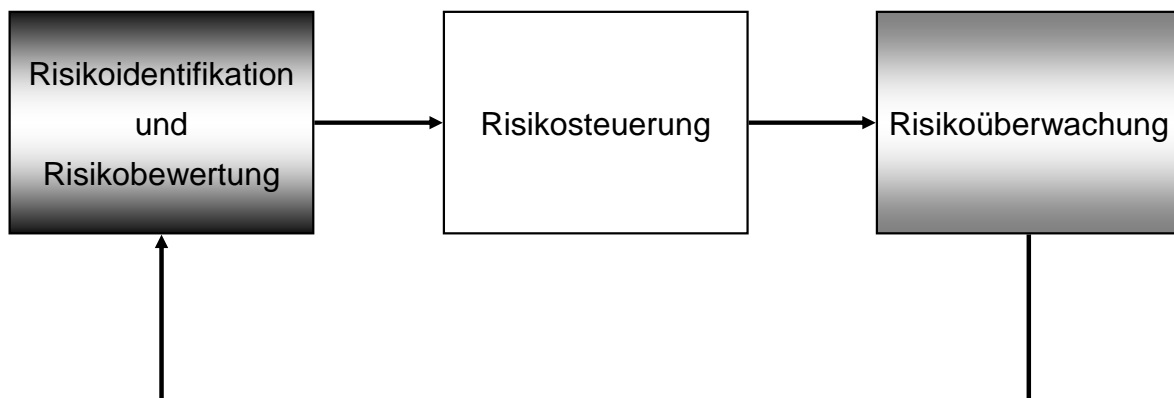 Risikoidentifikation
und
Risikobewertung
Risikosteuerung
Risikoüberwachung